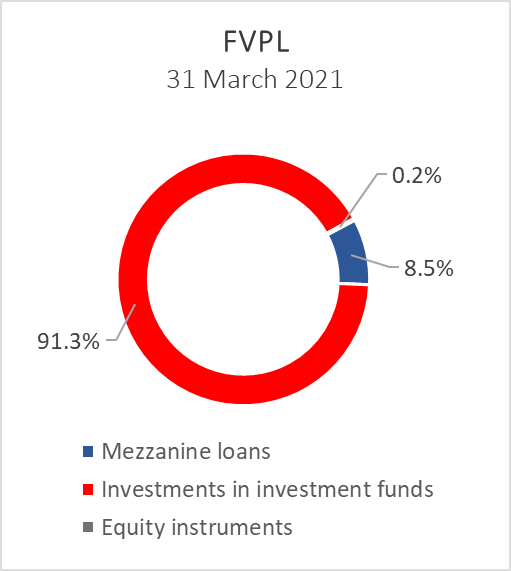 FVPL
31 March 2021
0.2%
8.5%
91.3%
Mezzanine loans
Investments in investment funds
Equity instruments